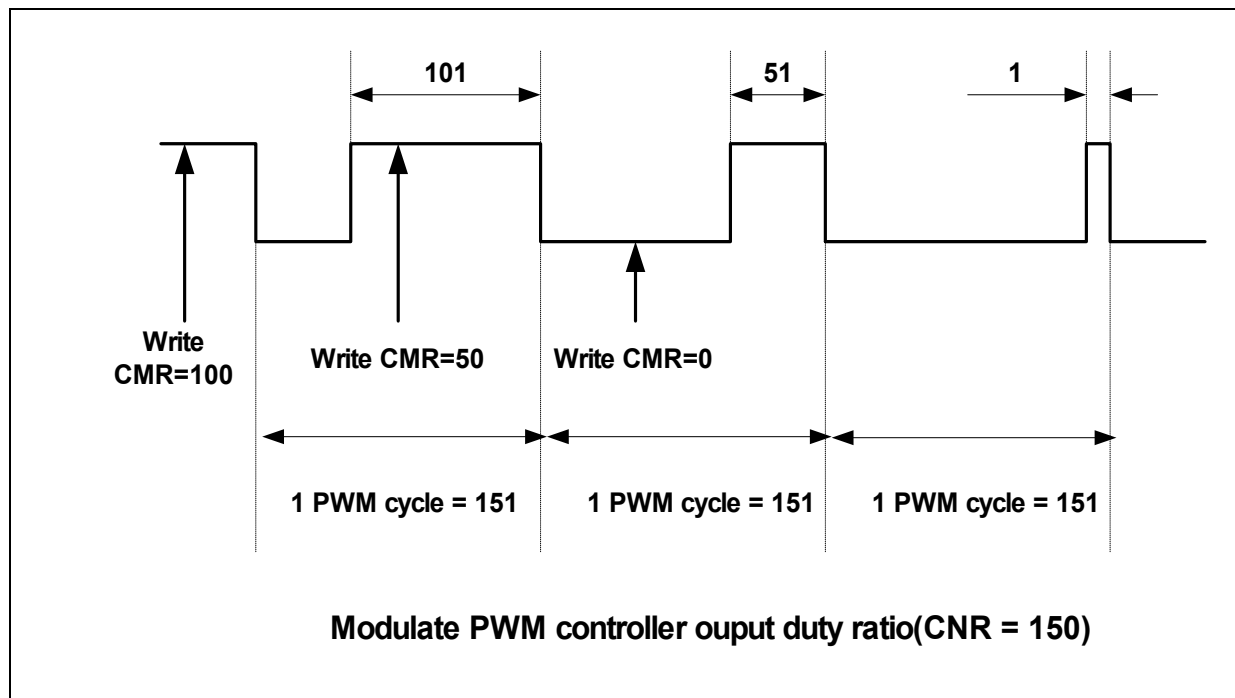 101
51
1
Write
CMR=100
Write CMR=50
Write CMR=0
1 PWM cycle = 151
1 PWM cycle = 151
1 PWM cycle = 151
Modulate PWM controller ouput duty ratio(CNR = 150)